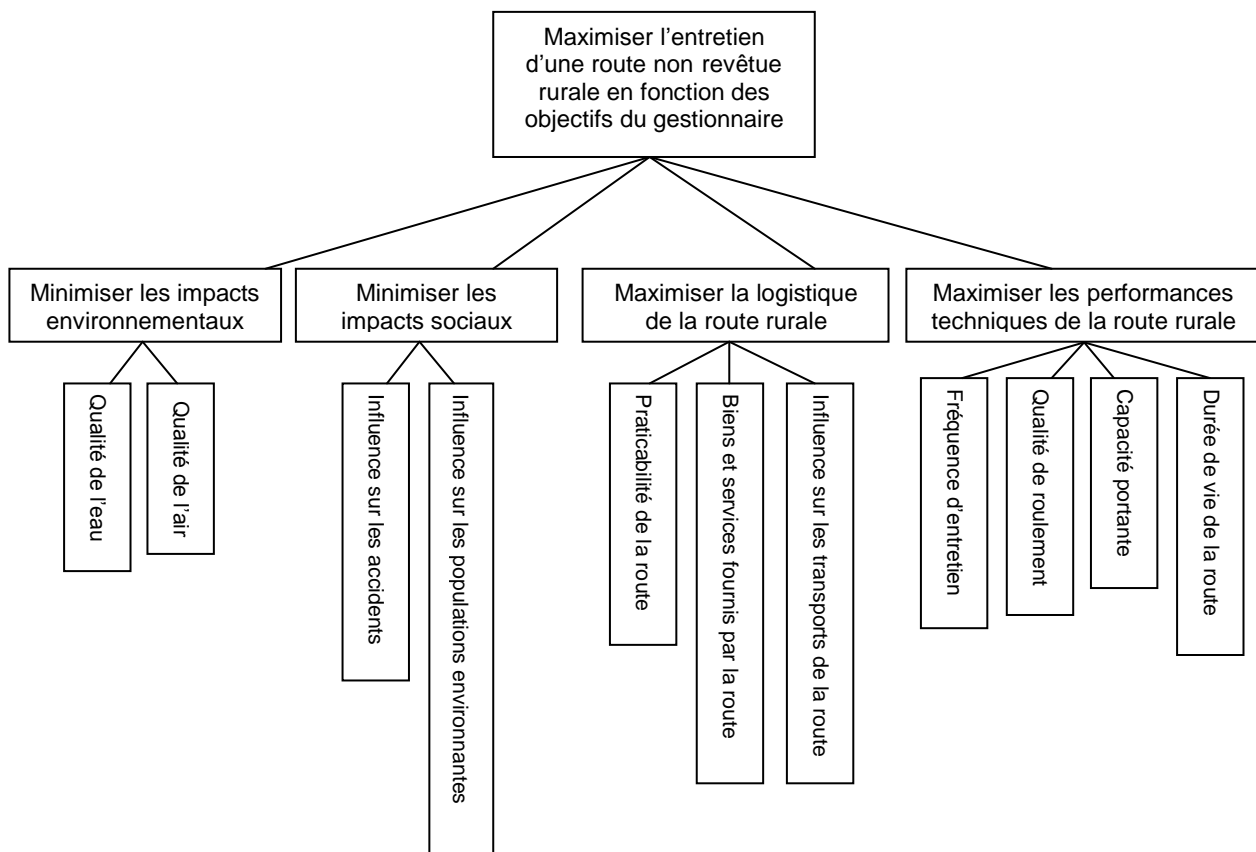 Maximiser l’entretien
d’une route non revêtue
rurale en fonction des
objectifs du gestionnaire
Minimiser les impacts
environnementaux
Minimiser les
impacts sociaux
Maximiser la logistique
de la route rurale
Maximiser les performances
techniques de la route rurale
Qualité de l’eau
Qualité de l’air
Influence sur les accidents
Influence sur les populations environnantes
Praticabilité de la route
Biens et services fournis par la route
Influence sur les transports de la route
Fréquence d’entretien
Qualité de roulement
Capacité portante
Durée de vie de la route